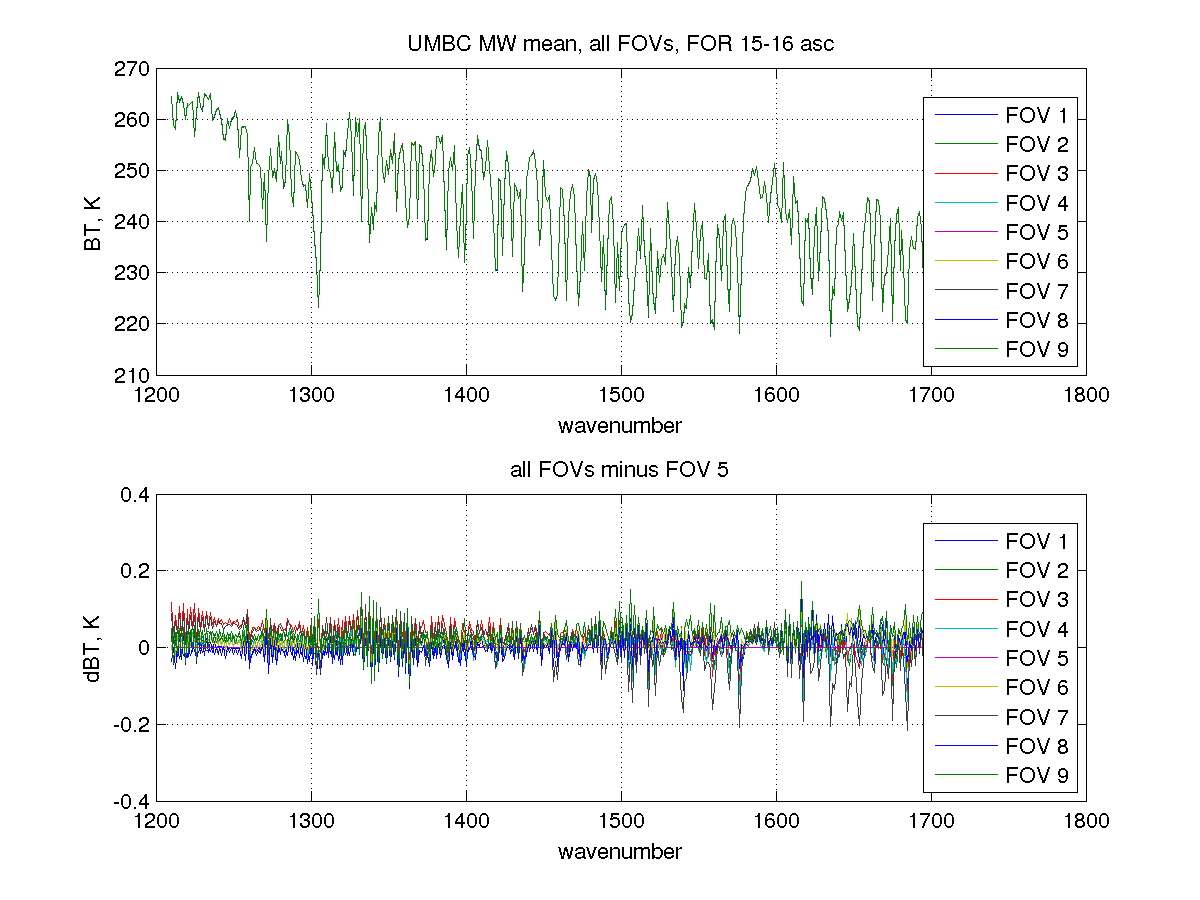 UMBC MW mean, all FOVs, FOR 15-16 asc
270
260
250
240
230
220
210
BT, K
1200 1300 1400 1500 1600 1700 1800
wavenumber
FOV 1
FOV 2
FOV 3
FOV 4
FOV 5
FOV 6
FOV 7
FOV 8
FOV 9
all FOVs minus FOV 5
0.4
0.2
0
-0.2
-0.4
dBT, K
1200 1300 1400 1500 1600 1700 1800
wavenumber
FOV 1
FOV 2
FOV 3
FOV 4
FOV 5
FOV 6
FOV 7
FOV 8
FOV 9